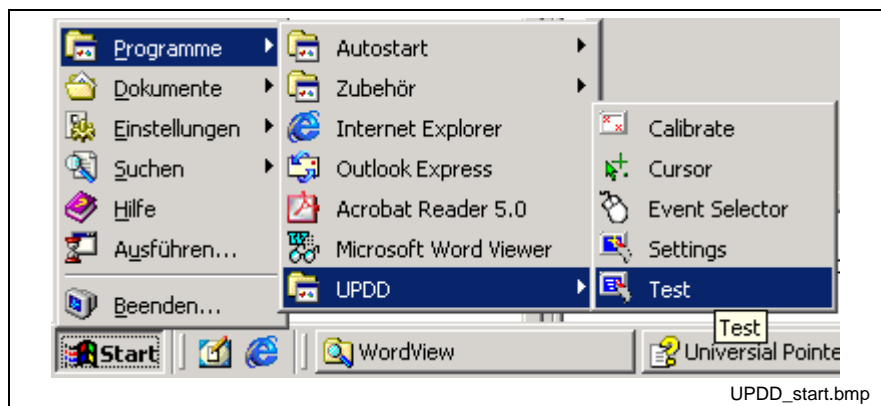 Programme
Dokumente
Einstellungen
Suchen
Hilfe
Ausführen...
Beenden...
Autostart
Zubehör
Internet Explorer
Outlook Express
Acrobat Reader 5.0
Microsoft Word Viewer
UPDD
Calibrate
Cursor
Event Selector
Settings
Test
Test
Start
WordView
Universial Pointe
UPDD_start.bmp